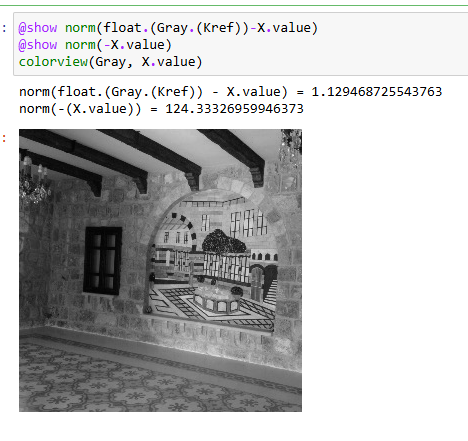 : @show norm(float.(Gray.(Kref))-X.value)
@show norm(-X.value)
colorview(Gray, X.value)
norm(float.(Gray.(Kref)) - X.value) = 1.129468725543763
norm(-(X.value)) = 124.33326959946373
: